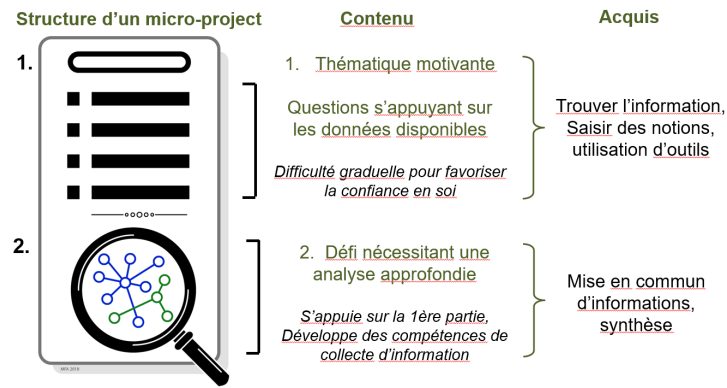 Structure d'un micro-project
Contenu
Acquis
1.
1. Thématique motivante
Questions s'appuyant sur
les données disponibles
Difficulté graduelle pour favoriser
la confiance en soi
Trouver l'information,
Saisir des notions,
utilisation d'outils
2.
2. Défi nécessitant une
analyse approfondie
S'appuie sur la 1ère partie,
Développe des compétences de
collecte d'information
Mise en commun
d'informations,
synthèse